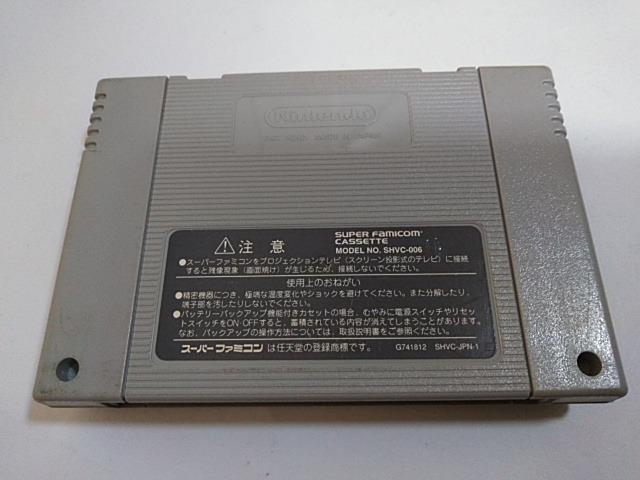 Nintendo
⚠注 意
SUPER FAMICOM
CASSETTE
MODEL NO. SHVC-006
●スーパーファミコンをプロジェクションテレビ（スクリーン投影式のテレビ）に接続
すると残像現象（画面焼け）が生じるため、接続しないでください。
使用上のおねがい
●精密機器につき、極端な温度変化やショックを避けてください。また分解したり、
端子部を汚したりしないでください。
●バッテリーバックアップ機能付きカセットの場合、むやみに電源スイッチやリセ
ットスイッチをON・OFFすると、蓄積されている内容が消えてしまうことがあります。
なお、バックアップの操作方法については、取扱説明書をご参照ください。
スーパーファミコンは任天堂の登録商標です。
G741812 SHVC-JPN-1